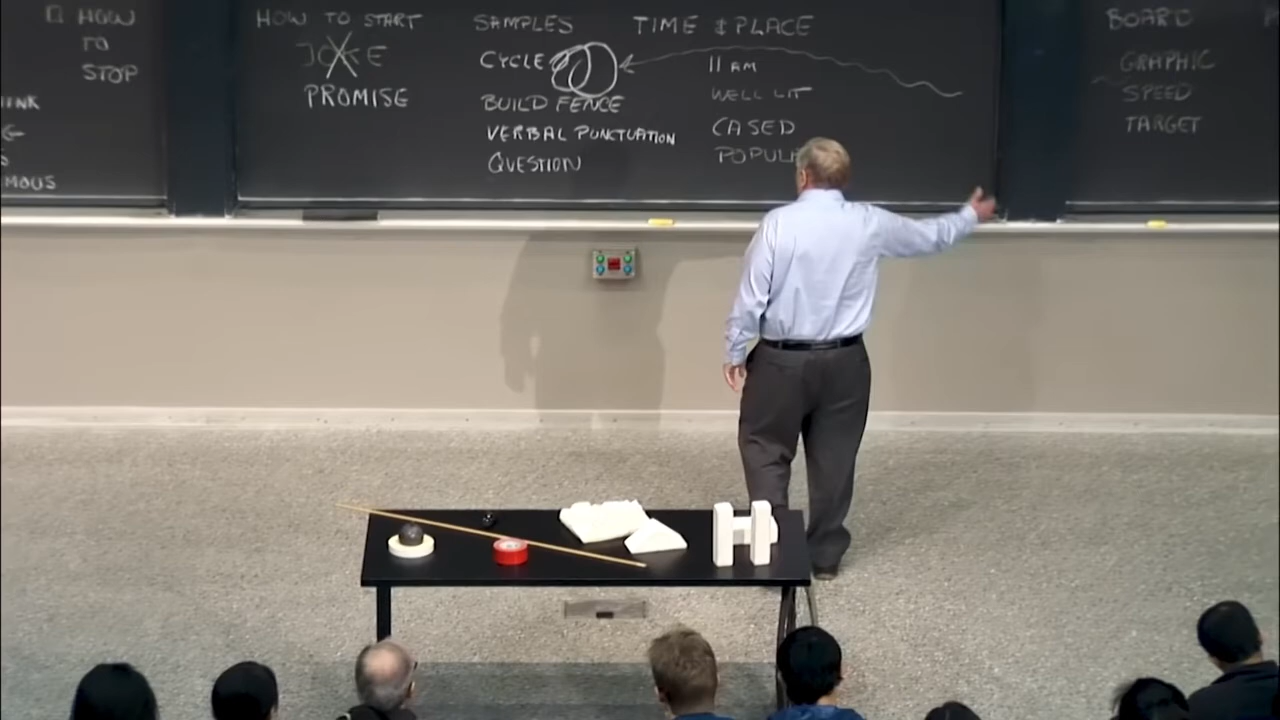 HOW
TO
STOP
MOUS
HOW TO START
JOKE
PROMISE
SAMPLES
CYCLE
BUILD FENCE
VERBAL PUNCTUATION
QUESTION
TIME & PLACE
11 AM
WELL LIT
CASED
POPUL
BOARD
GRAPHIC
SPEED
TARGET